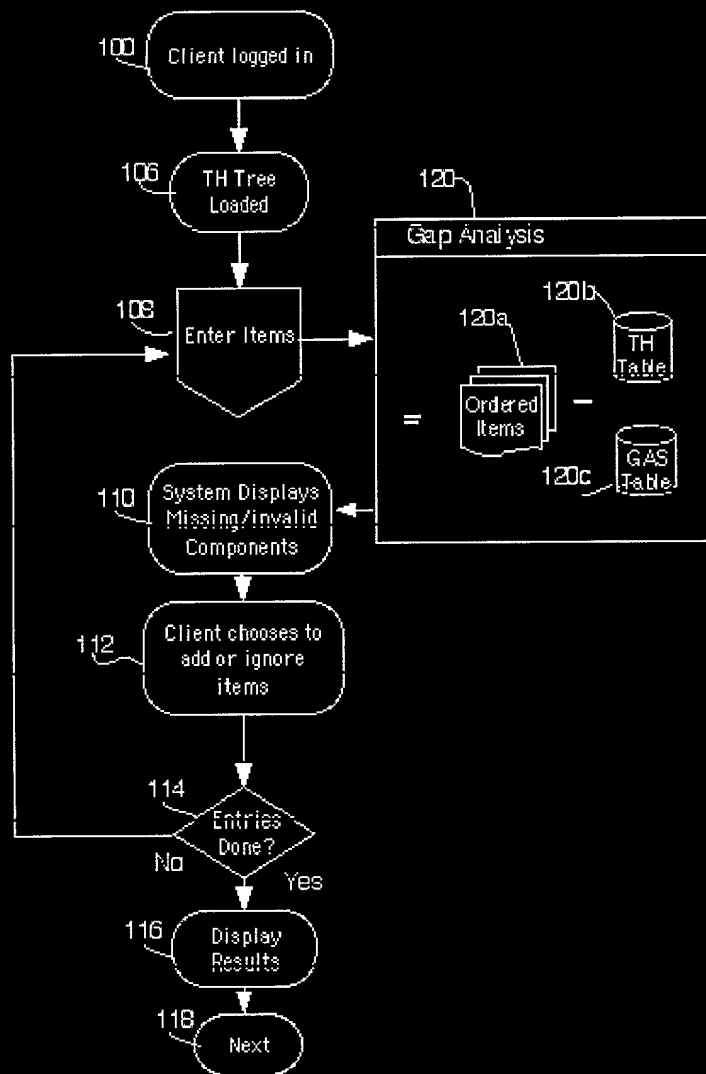 100
Client logged in
106
TH Tree
Loaded
108
Enter Items
120
Gap Analysis
=
120a
Ordered
Items
–
120b
TH
Table
120c
GAS
Table
110
System Displays
Missing/invalid
Components
112
Client chooses to
add or ignore
items
114
Entries
Done?
No
Yes
116
Display
Results
118
Next